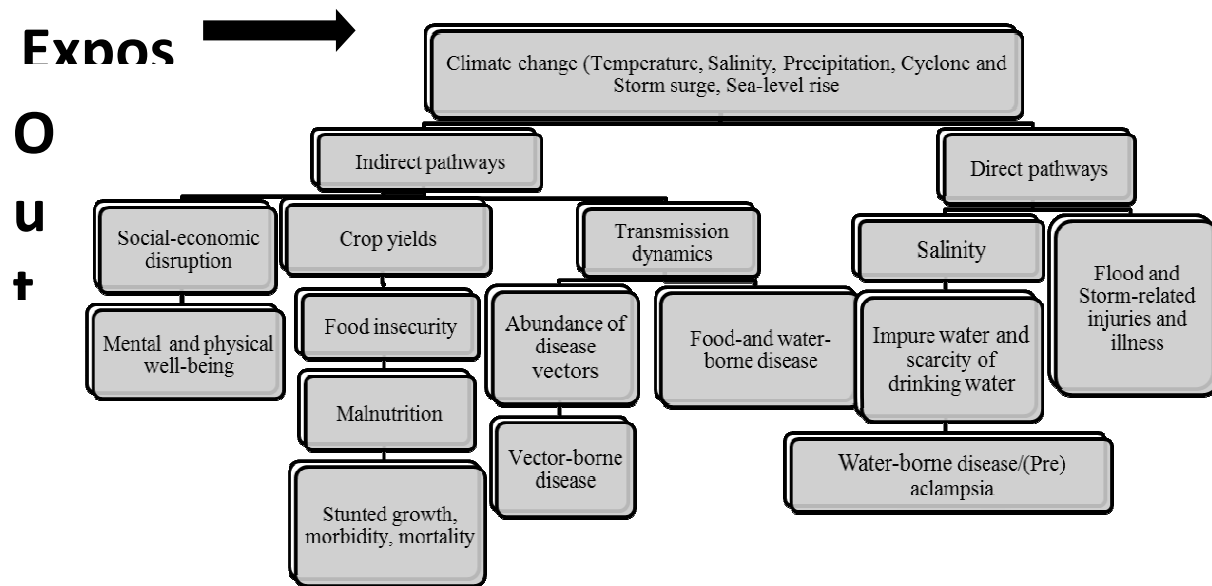 Expos
O
u
t
Climate change (Temperature, Salinity, Precipitation, Cyclone and
Storm surge, Sea-level rise
Indirect pathways
Direct pathways
Social-economic
disruption
Crop yields
Transmission
dynamics
Salinity
Flood and
Storm-related
injuries and
illness
Mental and physical
well-being
Food insecurity
Abundance of
disease
vectors
Food-and water-
borne disease
Impure water and
scarcity of
drinking water
Malnutrition
Vector-borne
disease
Water-borne disease/(Pre)
aclampsia
Stunted growth,
morbidity, mortality